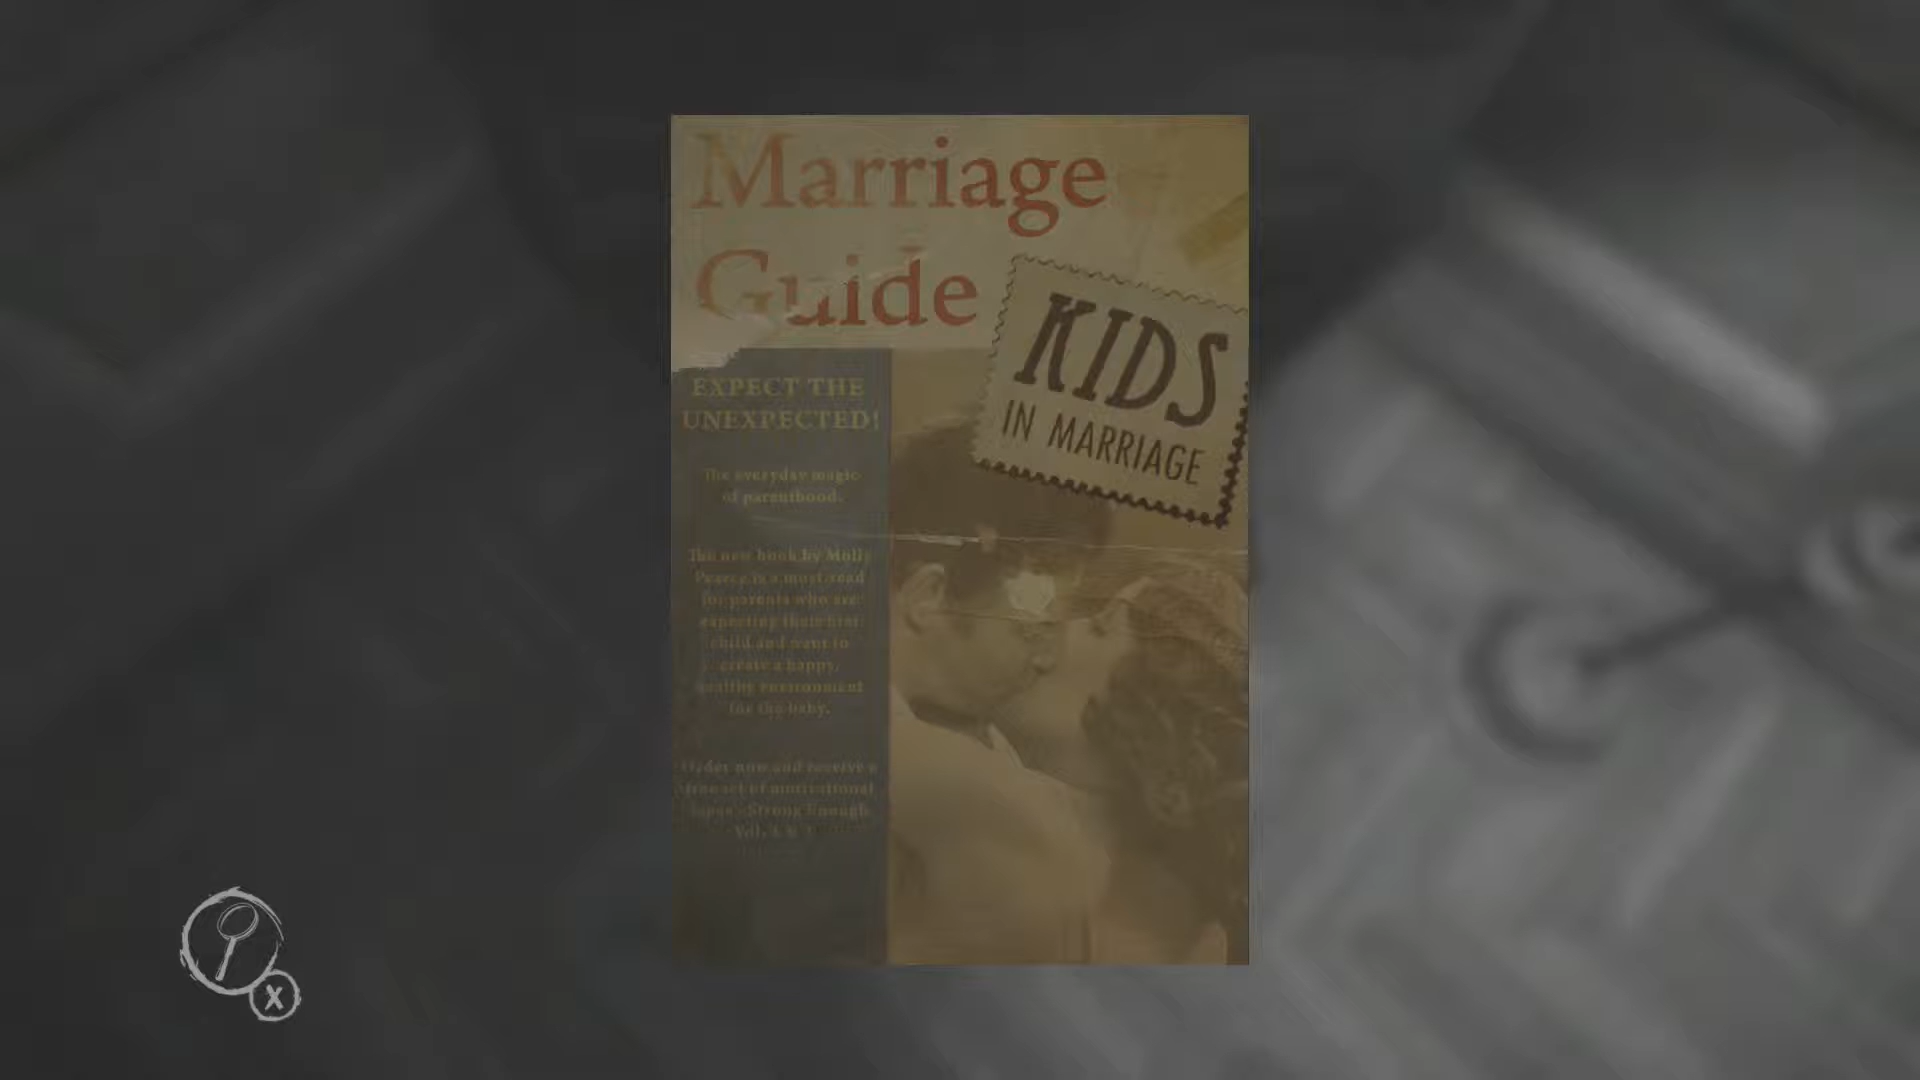 Marriage
Guide
KIDS
IN MARRIAGE
EXPECT THE
UNEXPECTED!
The everyday magic
of parenthood.
The new book by Molly
Pearce is a must-read
for parents who are
expecting their first
child and want to
create a happy,
healthy environment
for the baby.
Order now and receive a
free set of motivational
tapes - Strong Enough
Vol.
X